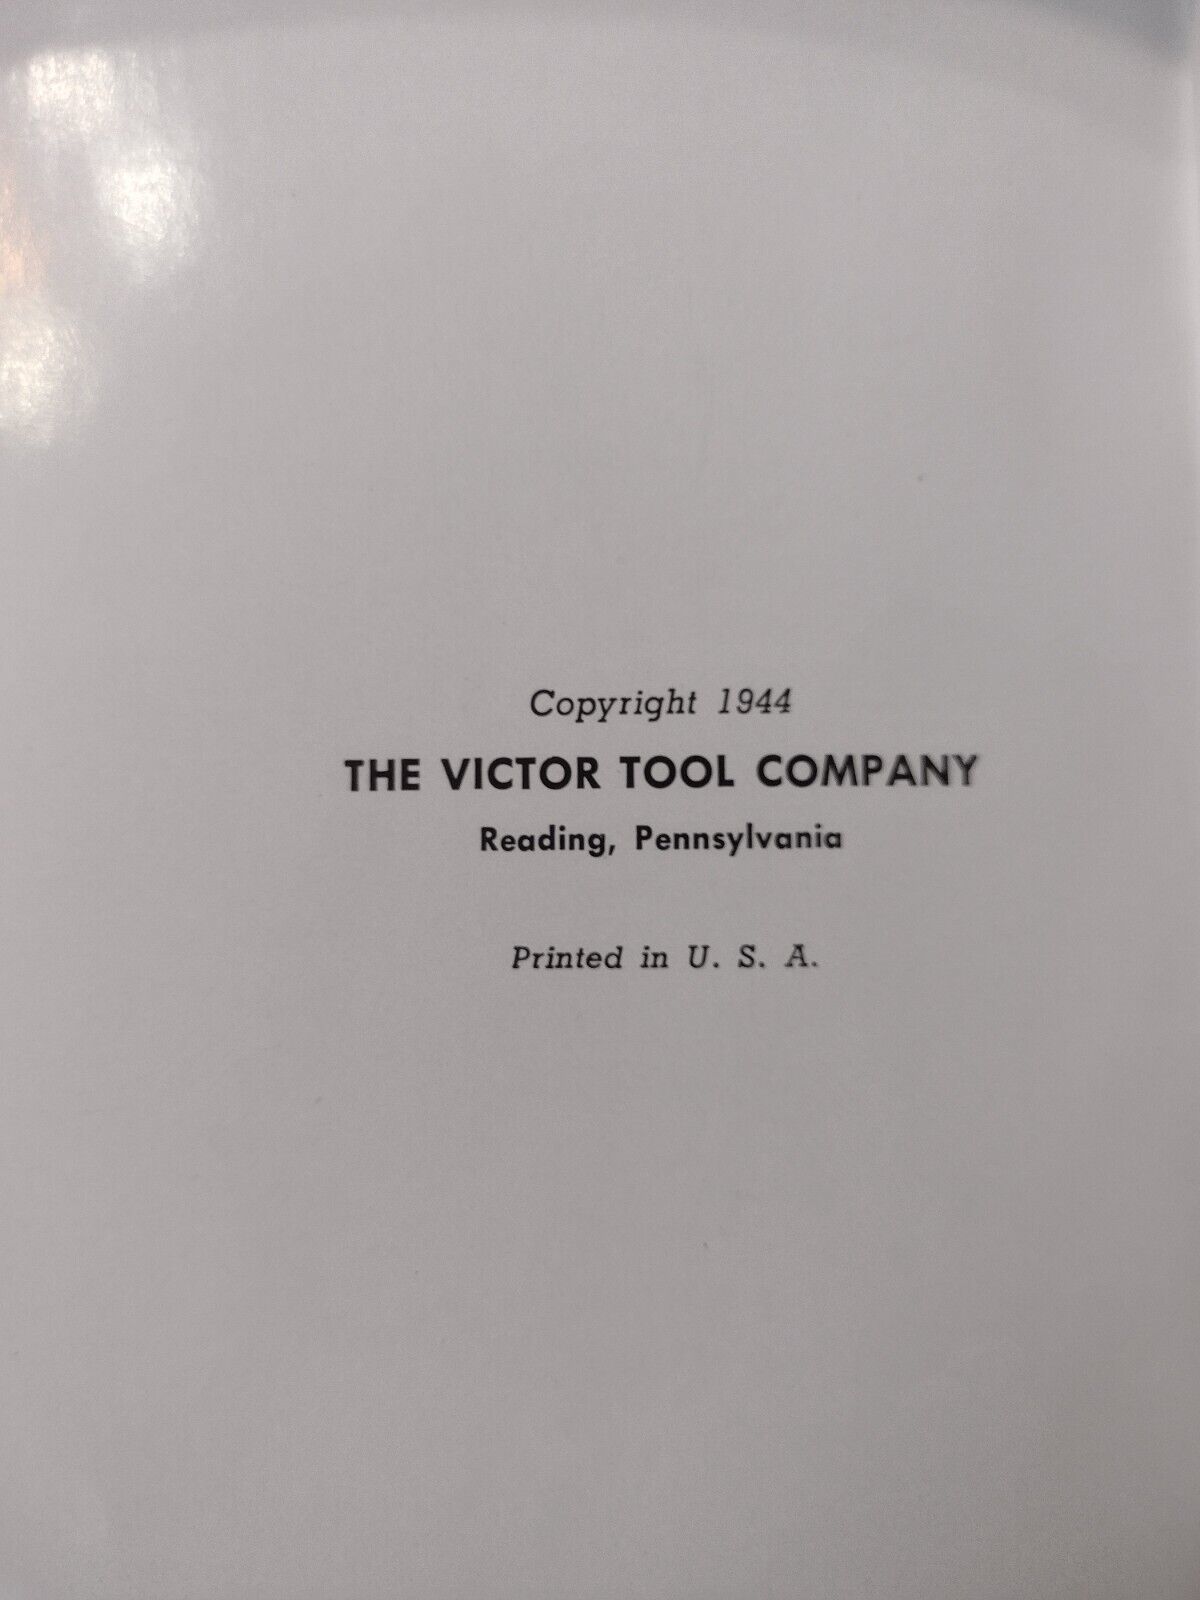 Copyright 1944
THE VICTOR TOOL COMPANY
Reading, Pennsylvania
Printed in U. S. A.